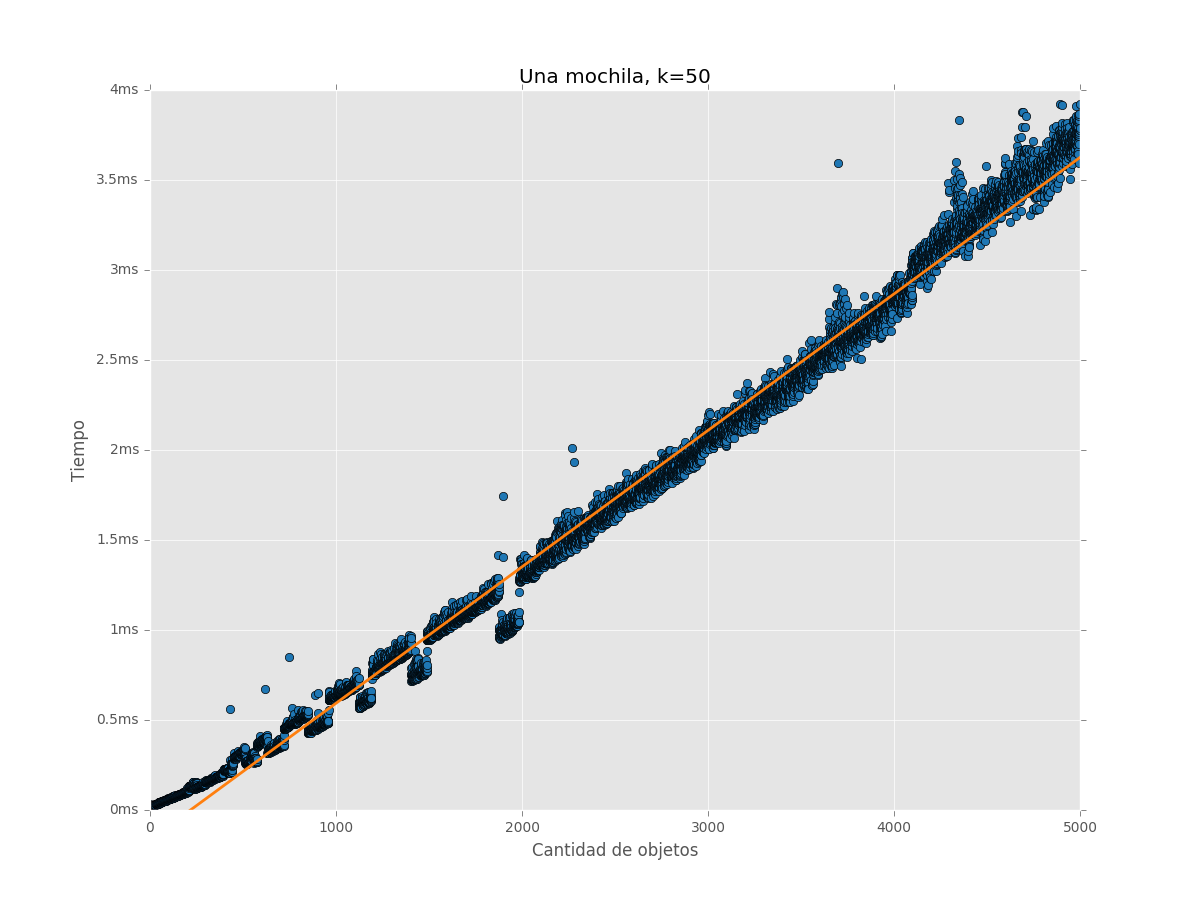 Una mochila, k=50
4ms
3.5ms
3ms
2.5ms
2ms
1.5ms
1ms
0.5ms
0ms
Tiempo
0 1000 2000 3000 4000 5000
Cantidad de objetos